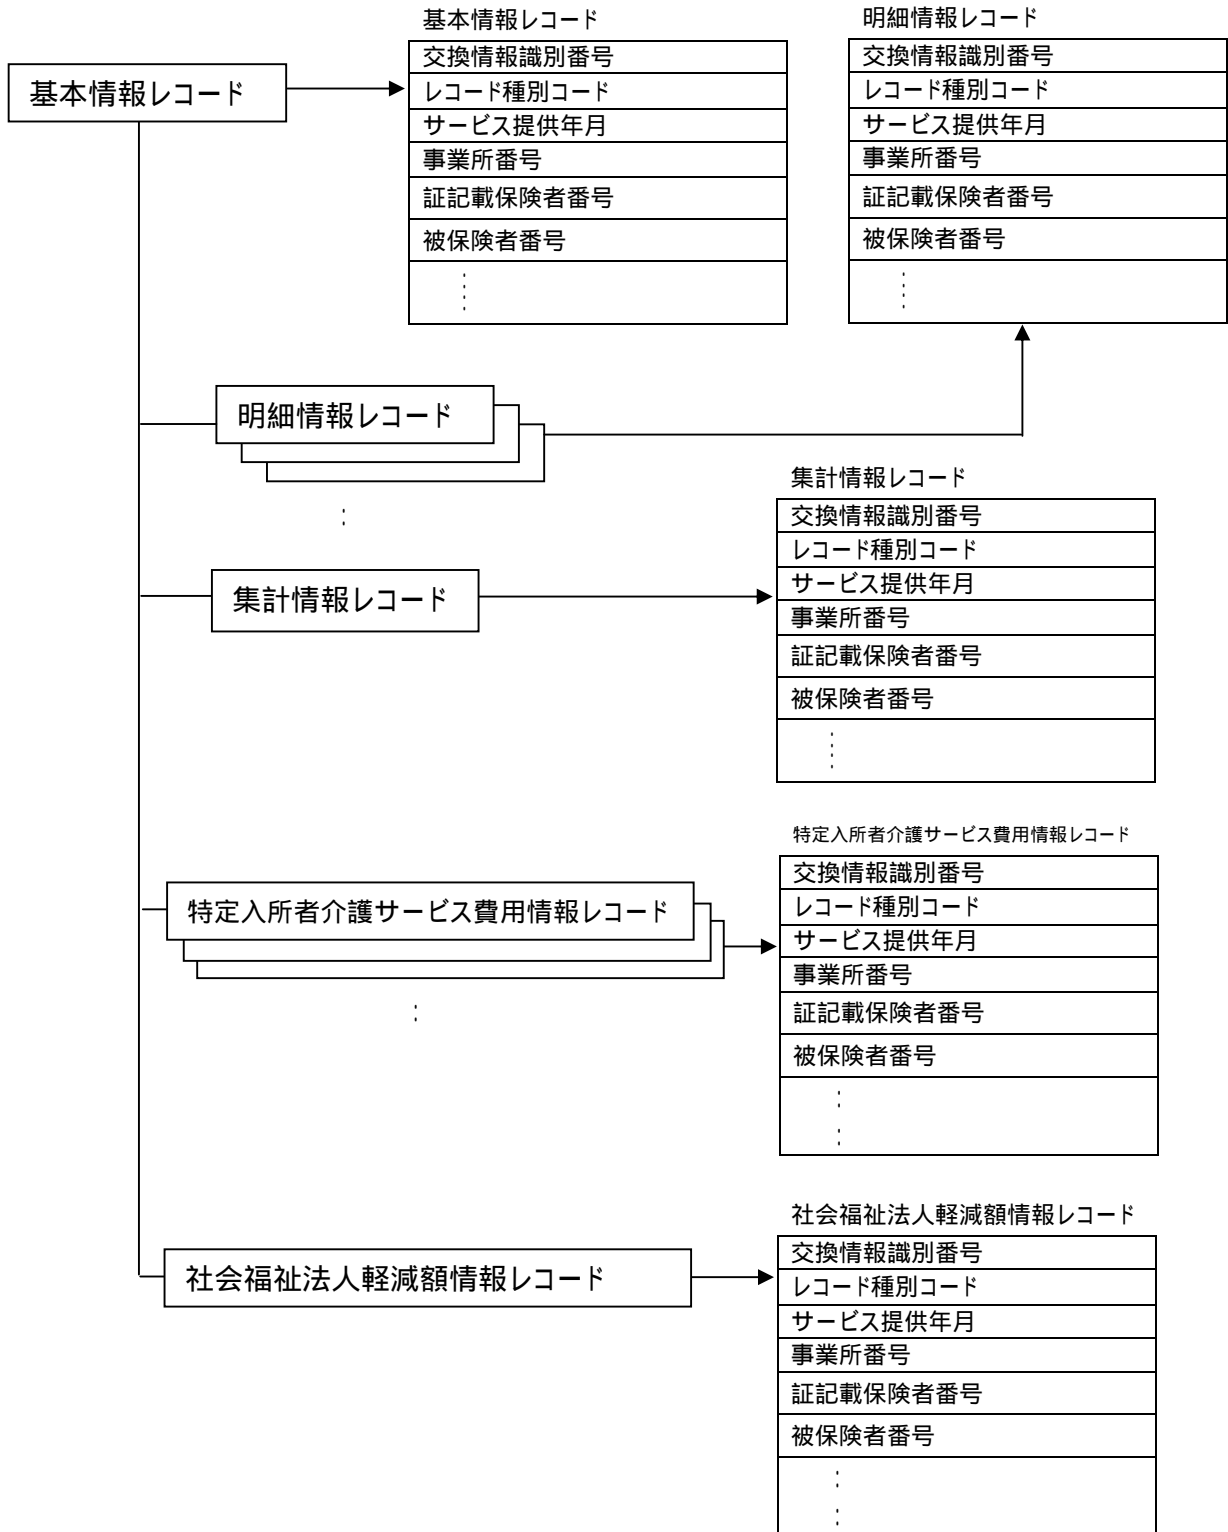 基本情報レコード
基本情報レコード
交換情報識別番号
レコード種別コード
サービス提供年月
事業所番号
証記載保険者番号
被保険者番号
明細情報レコード
交換情報識別番号
レコード種別コード
サービス提供年月
事業所番号
証記載保険者番号
被保険者番号
明細情報レコード
集計情報レコード
集計情報レコード
交換情報識別番号
レコード種別コード
サービス提供年月
事業所番号
証記載保険者番号
被保険者番号
特定入所者介護サービス費用情報レコード
特定入所者介護サービス費用情報レコード
交換情報識別番号
レコード種別コード
サービス提供年月
事業所番号
証記載保険者番号
被保険者番号
社会福祉法人軽減額情報レコード
社会福祉法人軽減額情報レコード
交換情報識別番号
レコード種別コード
サービス提供年月
事業所番号
証記載保険者番号
被保険者番号